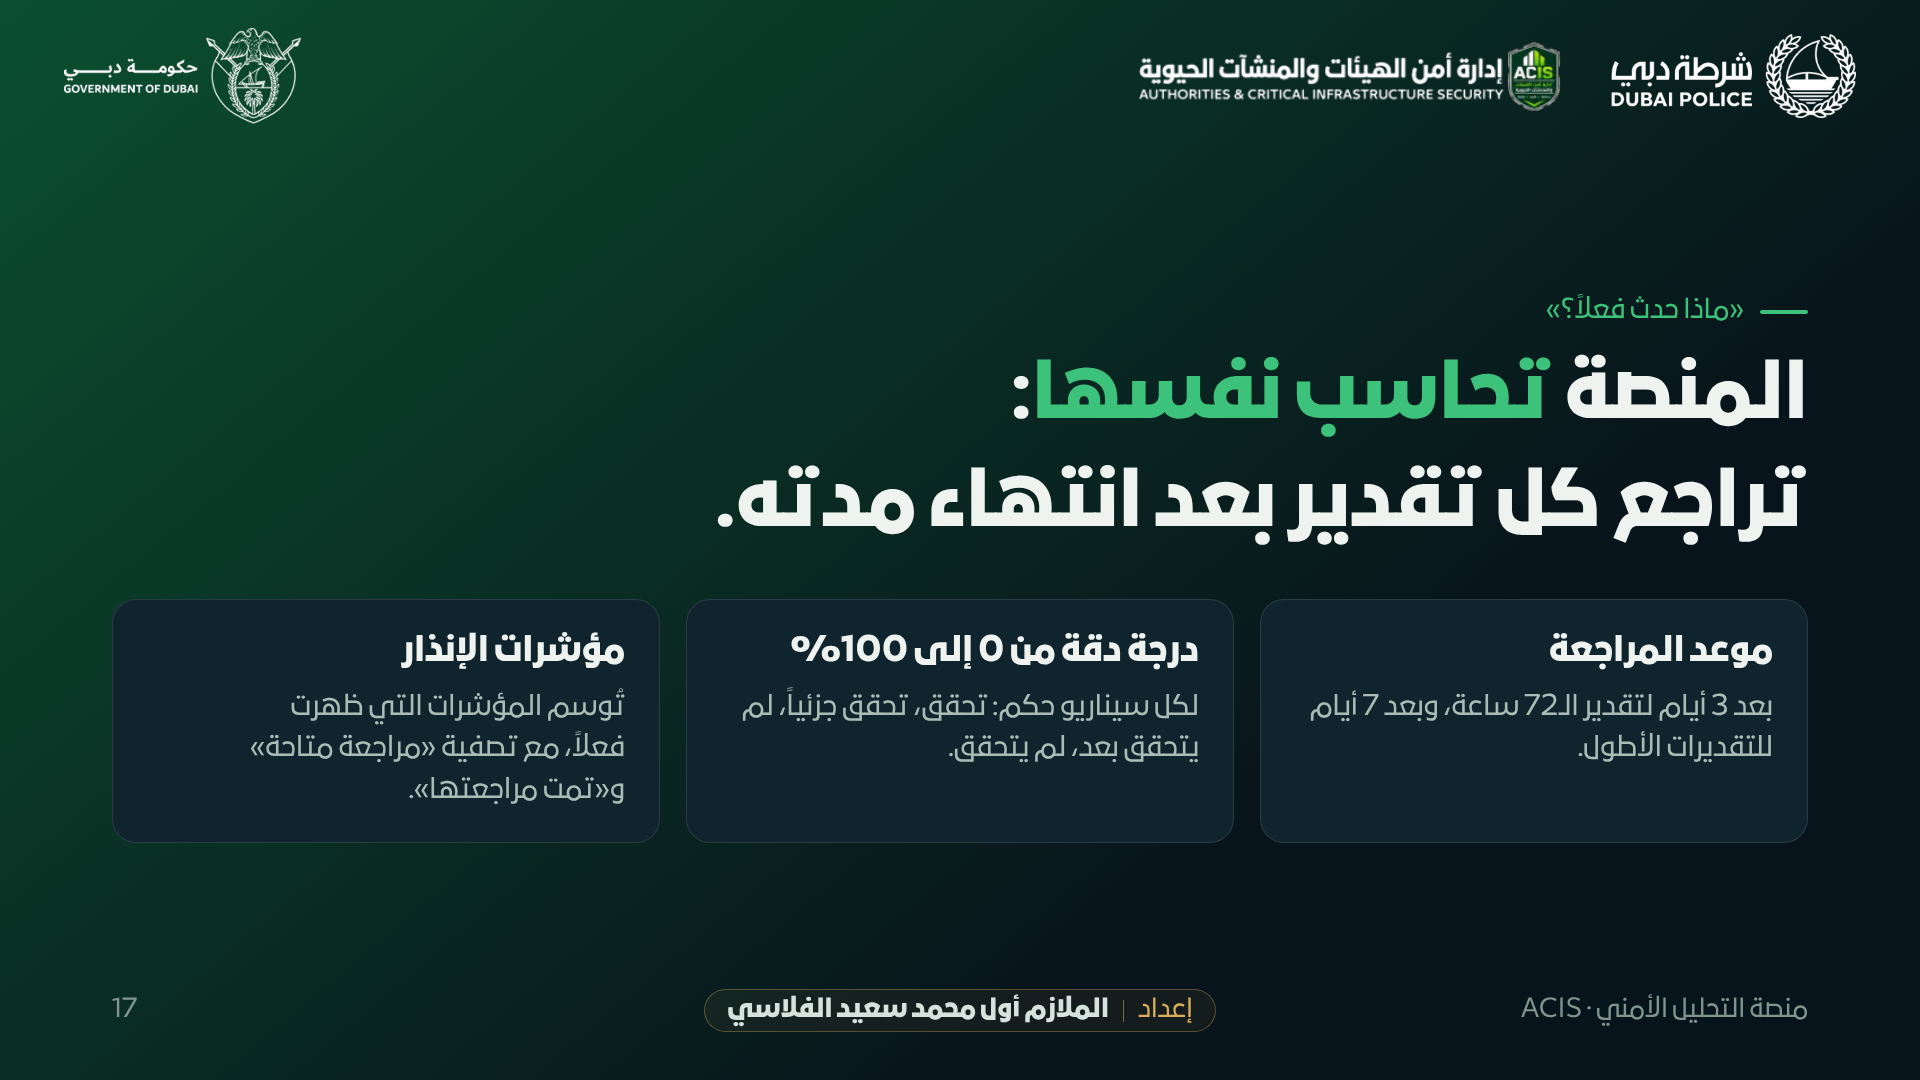 شرطة دبي
DUBAI POLICE
إدارة أمن الهيئات والمنشآت الحيوية
AUTHORITIES & CRITICAL INFRASTRUCTURE SECURITY
ACIS
حكومــة دبــي
GOVERNMENT OF DUBAI
«ماذا حدث فعلاً؟»
المنصة تحاسب نفسها:
تراجع كل تقدير بعد انتهاء مدته.
موعد المراجعة
بعد 3 أيام لتقدير الـ72 ساعة، وبعد 7 أيام
للتقديرات الأطول.
درجة دقة من 0 إلى 100%
لكل سيناريو حكم: تحقق، تحقق جزئياً، لم
يتحقق بعد، لم يتحقق.
مؤشرات الإنذار
تُوسم المؤشرات التي ظهرت
فعلاً، مع تصفية «مراجعة متاحة»
و«تمت مراجعتها».
منصة التحليل الأمني · ACIS
إعداد | الملازم أول محمد سعيد الفلاسي
17